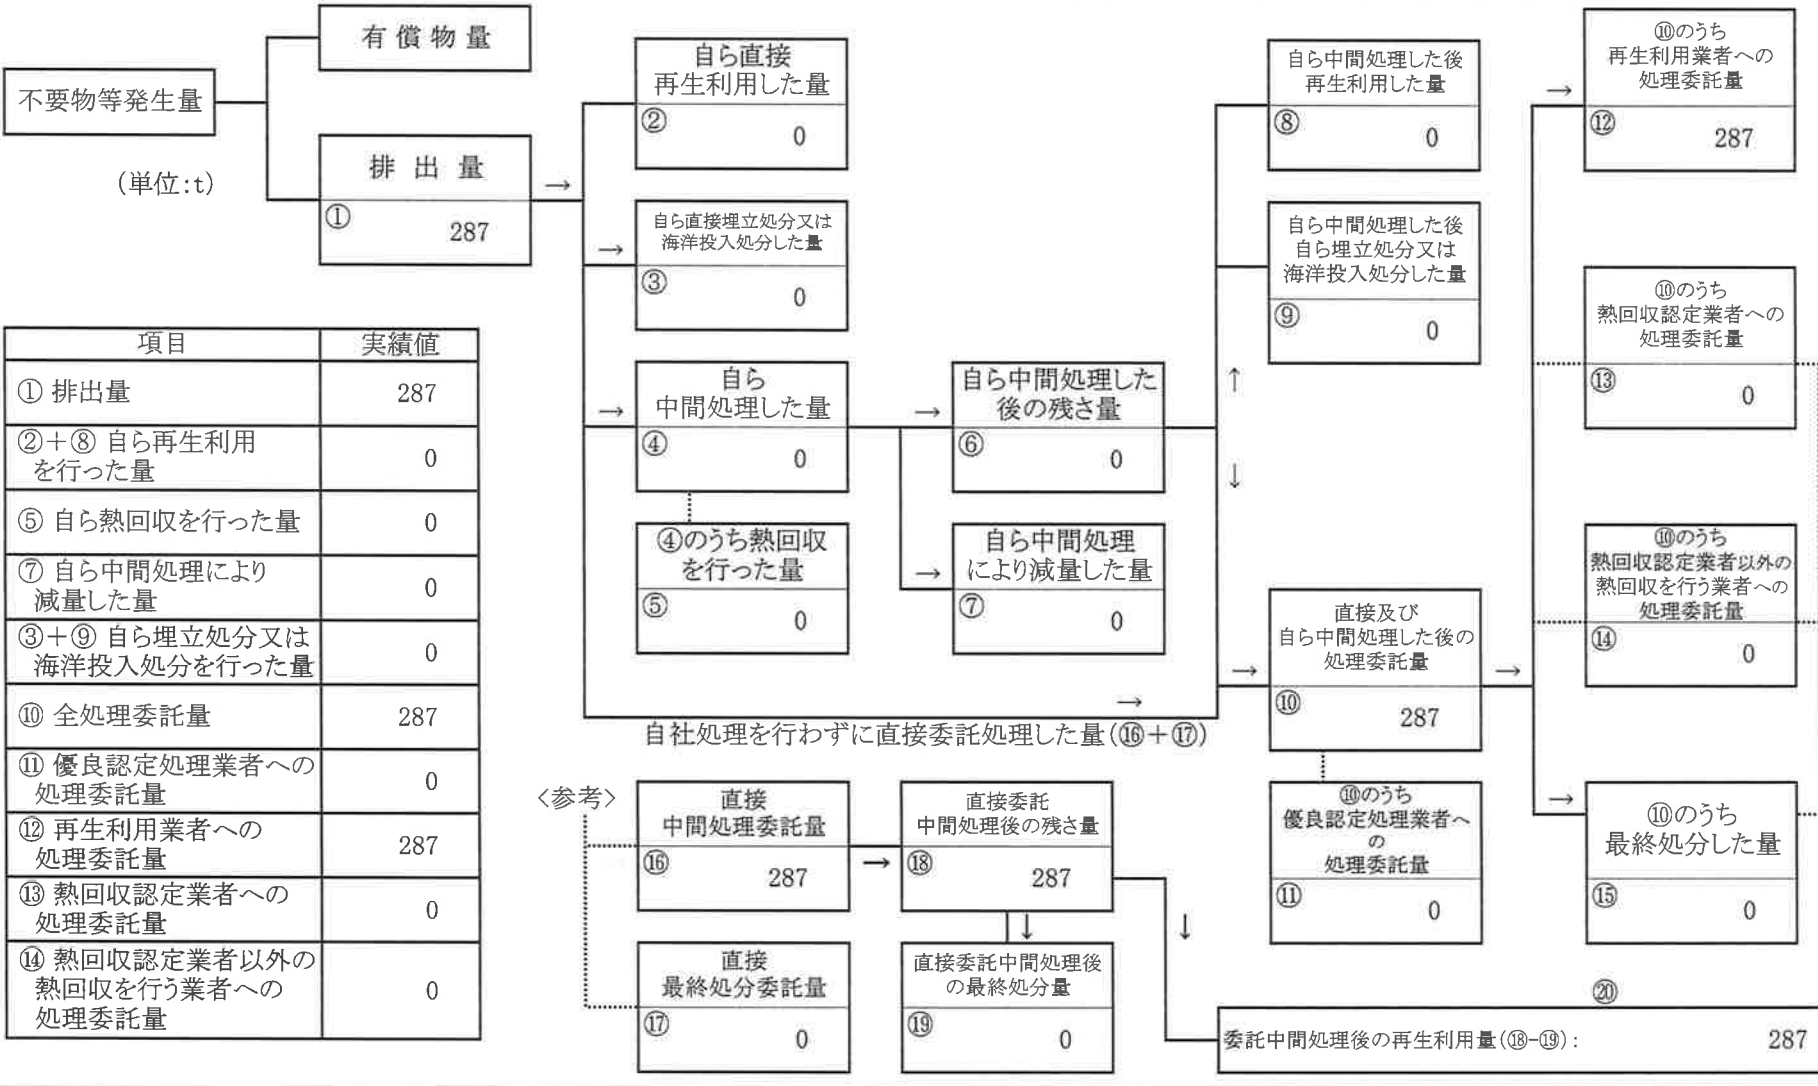 有償物量
不要物等発生量
(単位:t)
排出量
①
287
→
自ら直接
再生利用した量
②
0
→
自ら直接埋立処分又は
海洋投入処分した量
③
0
→
自ら
中間処理した量
④
0
④のうち熱回収
を行った量
⑤
0
→
自ら中間処理した
後の残さ量
⑥
0
→
自ら中間処理
により減量した量
⑦
0
↑
↓
自ら中間処理した後
再生利用した量
⑧
0
自ら中間処理した後
自ら埋立処分又は
海洋投入処分した量
⑨
0
→
自社処理を行わずに直接委託処理した量(⑯+⑰)
→
直接及び
自ら中間処理した後の
処理委託量
⑩
287
→
⑩のうち
優良認定処理業者へ
の
処理委託量
⑪
0
→
⑩のうち
再生利用業者への
処理委託量
⑫
287
⑩のうち
熱回収認定業者への
処理委託量
⑬
0
⑩のうち
熱回収認定業者以外の
熱回収を行う業者への
処理委託量
⑭
0
→
⑩のうち
最終処分した量
⑮
0
項目 実績値
① 排出量 287
②+⑧ 自ら再生利用
を行った量 0
⑤ 自ら熱回収を行った量 0
⑦ 自ら中間処理により
減量した量 0
③+⑨ 自ら埋立処分又は
海洋投入処分を行った量 0
⑩ 全処理委託量 287
⑪ 優良認定処理業者への
処理委託量 0
⑫ 再生利用業者への
処理委託量 287
⑬ 熱回収認定業者への
処理委託量 0
⑭ 熱回収認定業者以外の
熱回収を行う業者への
処理委託量 0
<参考>
直接
中間処理委託量
⑯
287
→
直接委託
中間処理後の残さ量
⑱
287
↓
↓
直接
最終処分委託量
⑰
0
直接委託中間処理後
の最終処分量
⑲
0
⑳
委託中間処理後の再生利用量(⑱-⑲): 287